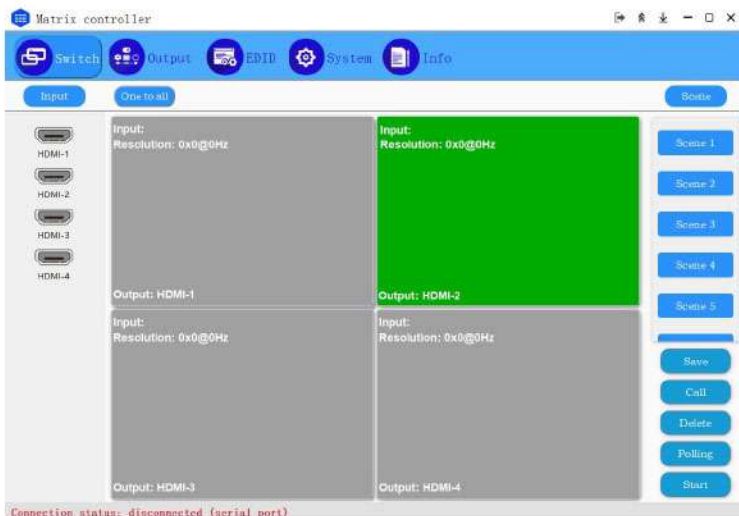 Matrix controller
Switch Output EDID System Info
Input One to all Scene
HDMI-1
HDMI-2
HDMI-3
HDMI-4
Input:
Resolution: 0x0@0Hz
Output: HDMI-1
Input:
Resolution: 0x0@0Hz
Output: HDMI-2
Input:
Resolution: 0x0@0Hz
Output: HDMI-3
Input:
Resolution: 0x0@0Hz
Output: HDMI-4
Scene 1
Scene 2
Scene 3
Scene 4
Scene 5
Save
Call
Delete
Polling
Start
Connection status: disconnected (serial port)